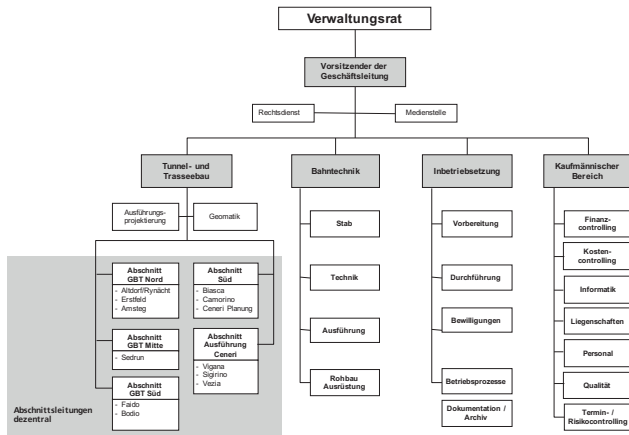 Verwaltungsrat
Vorsitzender der
Geschäftsleitung
Rechtsdienst
Medienstelle
Tunnel- und
Trasseebau
Bahntechnik
Inbetriebsetzung
Kaufmännischer
Bereich
Ausführungs-
projektierung
Geomatik
Abschnitt
GBT Nord
- Altdorf/Rynächt
- Erstfeld
- Amsteg
Abschnitt
Süd
- Biasca
- Camorino
- Ceneri Planung
Abschnitt
GBT Mitte
- Sedrun
Abschnitt
Ausführung
Ceneri
- Vigana
- Sigirino
- Vezia
Abschnitt
GBT Süd
- Faido
- Bodio
Abschnittsleitungen
dezentral
Stab
Technik
Ausführung
Rohbau
Ausrüstung
Vorbereitung
Durchführung
Bewilligungen
Betriebsprozesse
Dokumentation /
Archiv
Finanz-
controlling
Kosten-
controlling
Informatik
Liegenschaften
Personal
Qualität
Termin- /
Risikocontrolling